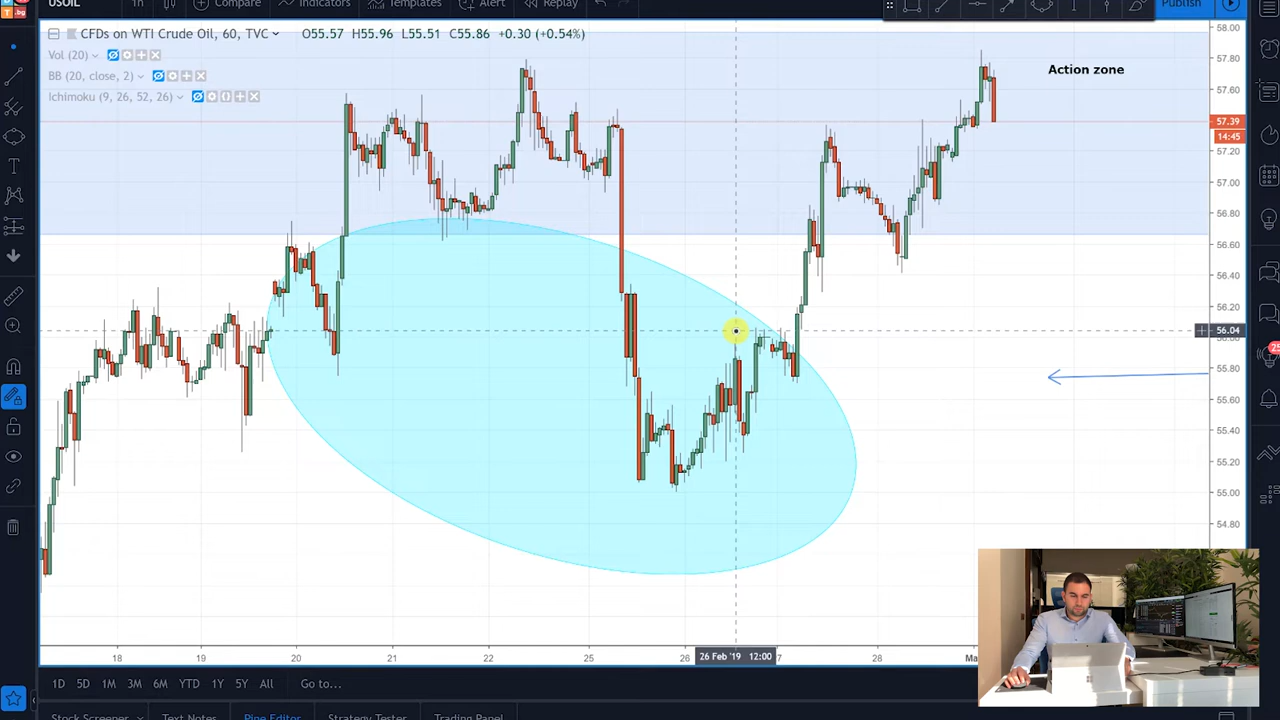 USOIL 1h Compare Indicators Templates Alert Replay Publish
CFDs on WTI Crude Oil, 60, TVC O55.57 H55.96 L55.51 C55.86 +0.30 (+0.54%)
Vol (20)
BB (20, close, 2)
Ichimoku (9, 26, 52, 26)
Action zone
58.00
57.80
57.60
57.39
14:45
57.20
57.00
56.80
56.60
56.40
56.20
56.04
55.80
55.60
55.40
55.20
55.00
54.80
18 19 20 21 22 25 26 26 Feb '19 12:00 7 28
1D 5D 1M 3M 6M YTD 1Y 5Y All Go to...
Stock Screener Text Notes Pine Editor Strategy Tester Trading Panel